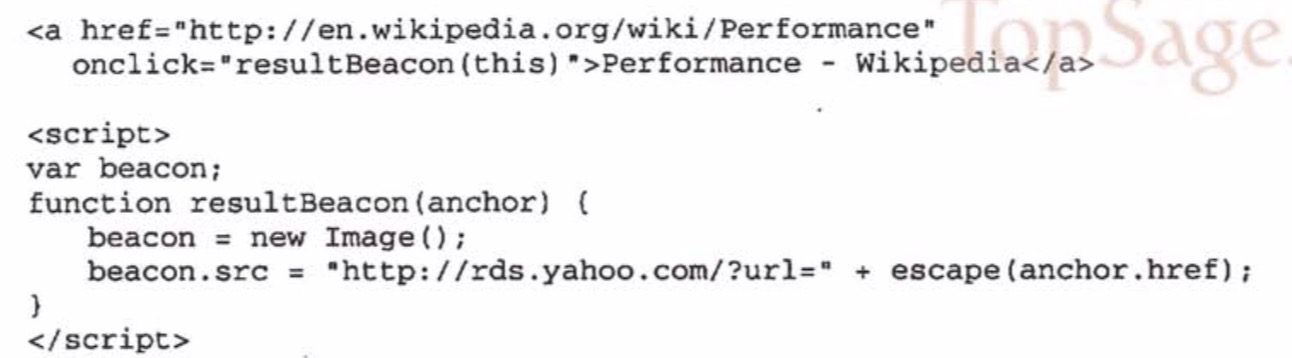 <a href="http://en.wikipedia.org/wiki/Performance"
onclick="resultBeacon(this)">Performance - Wikipedia</a>
TopSage.
<script>
var beacon;
function resultBeacon(anchor) {
beacon = new Image();
beacon.src = "http://rds.yahoo.com/?url=" + escape(anchor.href);
}
</script>